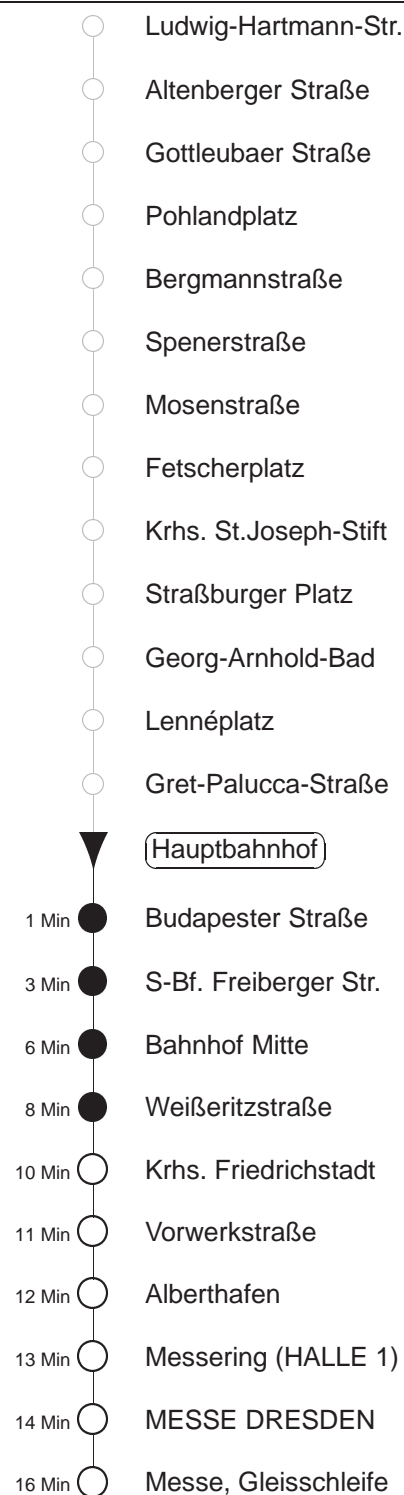 Ludwig-Hartmann-Str.
Altenberger Straße
Gottleubaer Straße
Pohlandplatz
Bergmannstraße
Spenerstraße
Mosenstraße
Fetscherplatz
Krhs. St.Joseph-Stift
Straßburger Platz
Georg-Arnhold-Bad
Lennéplatz
Gret-Palucca-Straße
Hauptbahnhof
1 Min Budapester Straße
3 Min S-Bf. Freiberger Str.
6 Min Bahnhof Mitte
8 Min Weißeritzstraße
10 Min Krhs. Friedrichstadt
11 Min Vorwerkstraße
12 Min Alberthafen
13 Min Messering (HALLE 1)
14 Min MESSE DRESDEN
16 Min Messe, Gleisschleife